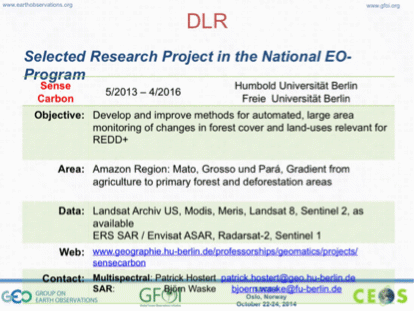 www.earthobservations.org
www.gfoi.org
DLR
Selected Research Project in the National EO-
Program
Sense
Carbon
5/2013 – 4/2016
Humbold Universität Berlin
Freie Universität Berlin
Objective: Develop and improve methods for automated, large area
monitoring of changes in forest cover and land-uses relevant for
REDD+
Area: Amazon Region: Mato, Grosso und Pará, Gradient from
agriculture to primary forest and deforestation areas
Data: Landsat Archiv US, Modis, Meris, Landsat 8, Sentinel 2, as
available
ERS SAR / Envisat ASAR, Radarsat-2, Sentinel 1
Web: www.geographie.hu-berlin.de/professorships/geomatics/projects/
sensecarbon
Contact: Multispectral: Patrick Hostert patrick.hostert@geo.hu-berlin.de
SAR: Björn Waske bjoern.waske@fu-berlin.de
Oslo, Norway
October 22-24, 2014
GEO GROUP ON
EARTH OBSERVATIONS
GFOI
CEOS